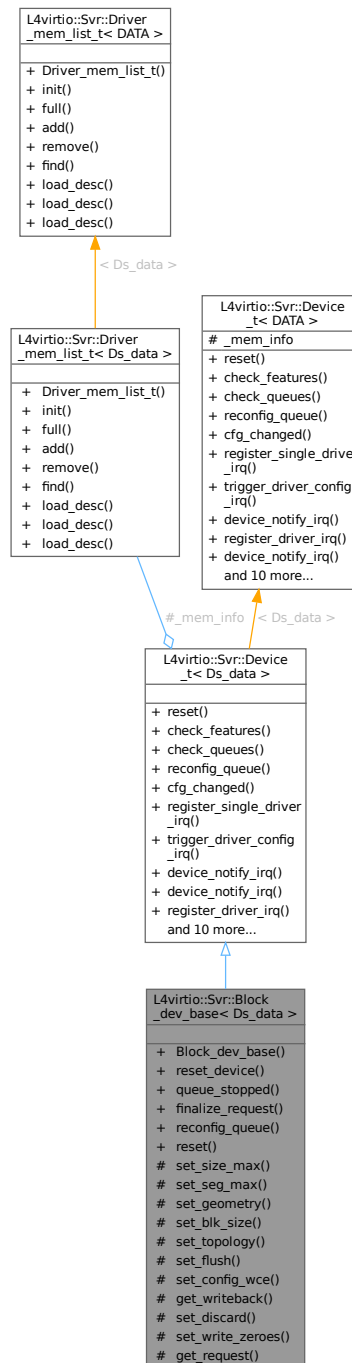 L4virtio::Svr::Driver
_mem_list_t< DATA >
+ Driver_mem_list_t()
+ init()
+ full()
+ add()
+ remove()
+ find()
+ load_desc()
+ load_desc()
+ load_desc()
< Ds_data >
L4virtio::Svr::Driver
_mem_list_t< Ds_data >
+ Driver_mem_list_t()
+ init()
+ full()
+ add()
+ remove()
+ find()
+ load_desc()
+ load_desc()
+ load_desc()
L4virtio::Svr::Device
_t< DATA >
# _mem_info
+ reset()
+ check_features()
+ check_queues()
+ reconfig_queue()
+ cfg_changed()
+ register_single_driver
_irq()
+ trigger_driver_config
_irq()
+ device_notify_irq()
+ register_driver_irq()
+ device_notify_irq()
and 10 more...
#_mem_info
< Ds_data >
L4virtio::Svr::Device
_t< Ds_data >
+ reset()
+ check_features()
+ check_queues()
+ reconfig_queue()
+ cfg_changed()
+ register_single_driver
_irq()
+ trigger_driver_config
_irq()
+ device_notify_irq()
+ device_notify_irq()
+ register_driver_irq()
and 10 more...
L4virtio::Svr::Block
_dev_base< Ds_data >
+ Block_dev_base()
+ reset_device()
+ queue_stopped()
+ finalize_request()
+ reconfig_queue()
+ reset()
# set_size_max()
# set_seg_max()
# set_geometry()
# set_blk_size()
# set_topology()
# set_flush()
# set_config_wce()
# get_writeback()
# set_discard()
# set_write_zeroes()
# get_request()